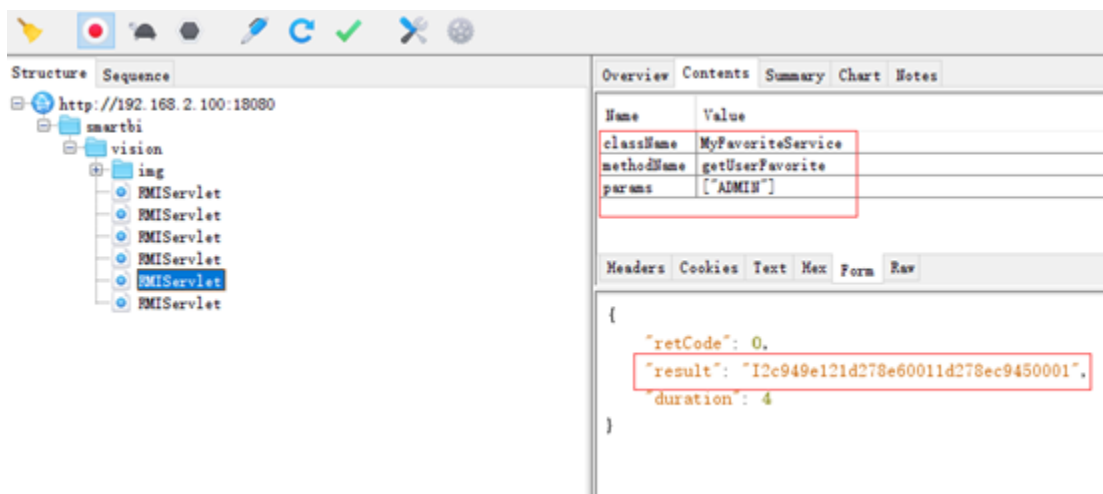 Structure Sequence
http://192.168.2.100:18080
smartbi
vision
img
RMIServlet
RMIServlet
RMIServlet
RMIServlet
RMIServlet
RMIServlet
Overview Contents Summary Chart Notes
Name Value
className MyFavoriteService
methodName getUserFavorite
params ["ADMIN"]
Headers Cookies Text Hex Form Raw
{
"retCode": 0,
"result": "I2c949e121d278e60011d278ec9450001",
"duration": 4
}